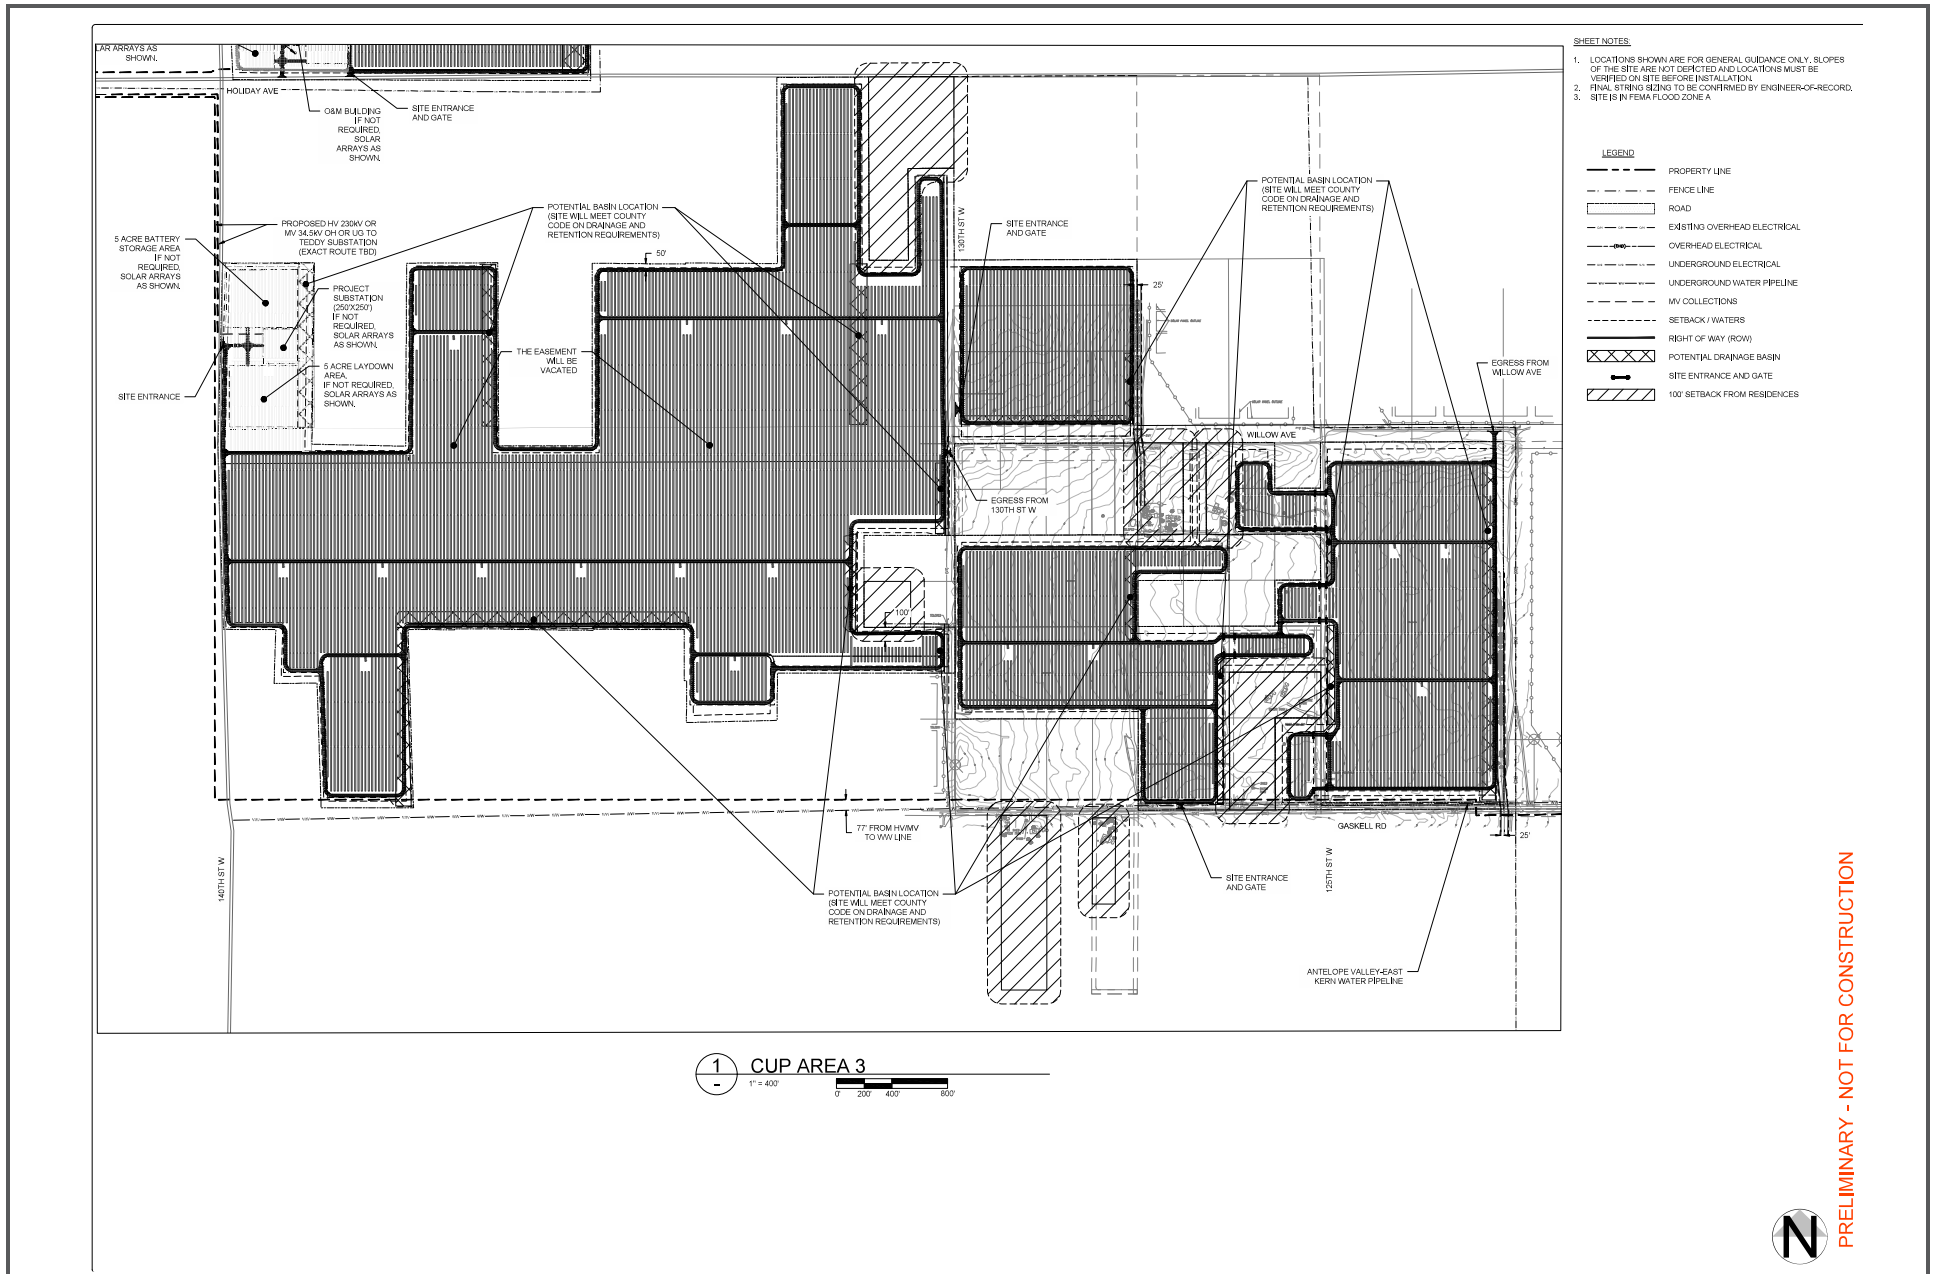 LAR ARRAYS AS
SHOWN.
HOLIDAY AVE
O&M BUILDING
IF NOT
REQUIRED,
SOLAR
ARRAYS AS
SHOWN.
SITE ENTRANCE
AND GATE
SHEET NOTES:
1. LOCATIONS SHOWN ARE FOR GENERAL GUIDANCE ONLY. SLOPES
OF THE SITE ARE NOT DEPICTED AND LOCATIONS MUST BE
VERIFIED ON SITE BEFORE INSTALLATION.
2. FINAL STRING SIZING TO BE CONFIRMED BY ENGINEER-OF-RECORD.
3. SITE IS IN FEMA FLOOD ZONE A
LEGEND
PROPERTY LINE
FENCE LINE
ROAD
EXISTING OVERHEAD ELECTRICAL
OVERHEAD ELECTRICAL
UNDERGROUND ELECTRICAL
UNDERGROUND WATER PIPELINE
MV COLLECTIONS
SETBACK / WATERS
RIGHT OF WAY (ROW)
POTENTIAL DRAINAGE BASIN
SITE ENTRANCE AND GATE
100' SETBACK FROM RESIDENCES
5 ACRE BATTERY
STORAGE AREA
IF NOT
REQUIRED,
SOLAR ARRAYS
AS SHOWN.
PROPOSED HV 230kV OR
MV 34.5kV OH OR UG TO
TEDDY SUBSTATION
(EXACT ROUTE TBD)
PROJECT
SUBSTATION
(250'X250')
IF NOT
REQUIRED,
SOLAR ARRAYS
AS SHOWN.
5 ACRE LAYDOWN
AREA.
IF NOT REQUIRED,
SOLAR ARRAYS AS
SHOWN.
SITE ENTRANCE
POTENTIAL BASIN LOCATION
(SITE WILL MEET COUNTY
CODE ON DRAINAGE AND
RETENTION REQUIREMENTS)
50'
THE EASEMENT
WILL BE
VACATED
130TH ST W
SITE ENTRANCE
AND GATE
25'
POTENTIAL BASIN LOCATION
(SITE WILL MEET COUNTY
CODE ON DRAINAGE AND
RETENTION REQUIREMENTS)
EGRESS FROM
WILLOW AVE
WILLOW AVE
EGRESS FROM
130TH ST W
100'
77' FROM HV/MV
TO WW LINE
140TH ST W
POTENTIAL BASIN LOCATION
(SITE WILL MEET COUNTY
CODE ON DRAINAGE AND
RETENTION REQUIREMENTS)
GASKELL RD
25'
125TH ST W
SITE ENTRANCE
AND GATE
ANTELOPE VALLEY-EAST
KERN WATER PIPELINE
1
-
CUP AREA 3
1" = 400'
0' 200' 400' 800'
N
PRELIMINARY - NOT FOR CONSTRUCTION